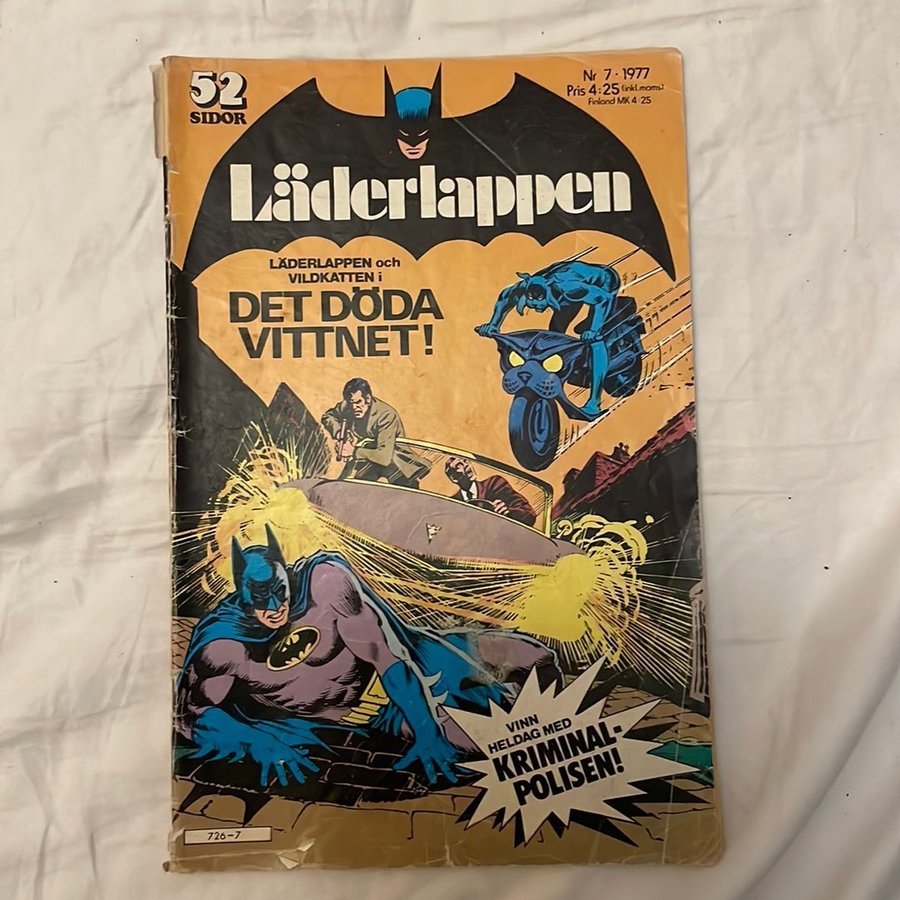 52
SIDOR
Nr 7 · 1977
Pris 4:25 (inkl.moms)
Finland MK 4:25
Läderlappen
LÄDERLAPPEN och
VILDKATTEN i
DET DÖDA
VITTNET!
VINN
HELDAG MED
KRIMINAL-
POLISEN!
726-7